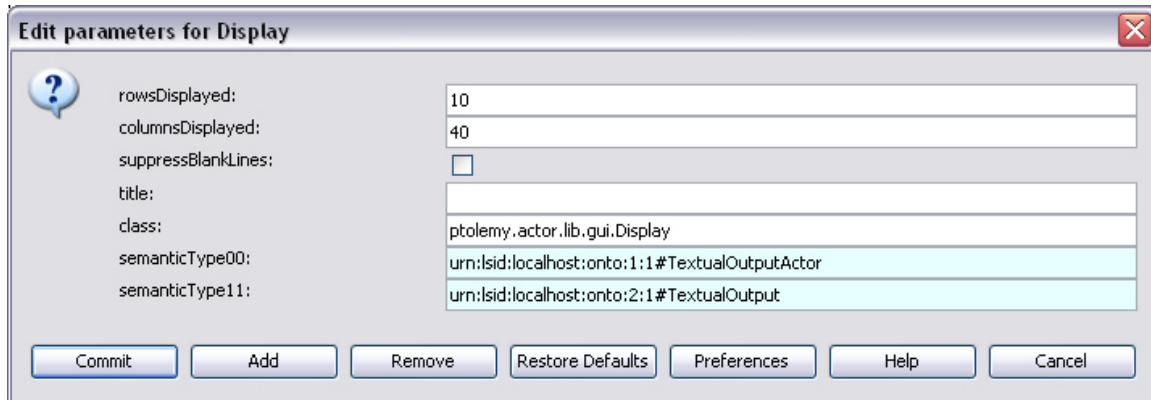 Edit parameters for Display
rowsDisplayed: 10
columnsDisplayed: 40
suppressBlankLines:
title:
class: ptolemy.actor.lib.gui.Display
semanticType00: urn:lsid:localhost:onto:1:1#TextualOutputActor
semanticType11: urn:lsid:localhost:onto:2:1#TextualOutput
Commit Add Remove Restore Defaults Preferences Help Cancel